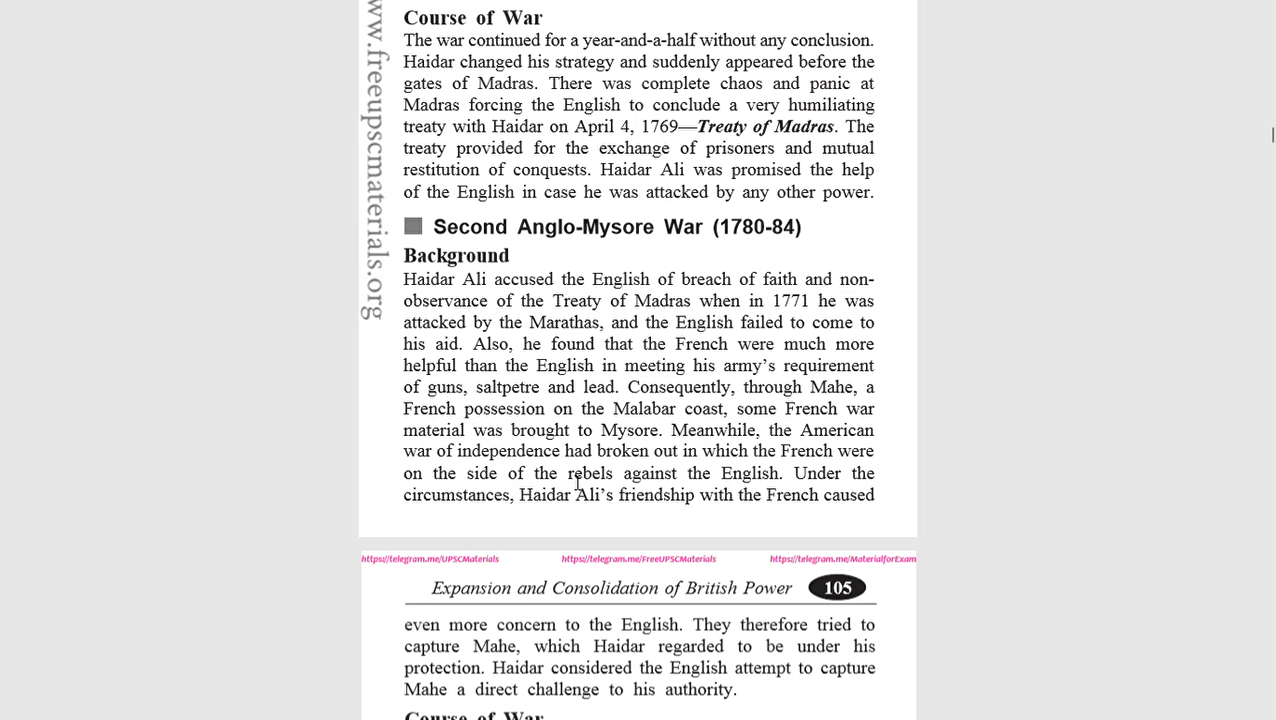 www.freeupscmaterials.org
Course of War
The war continued for a year-and-a-half without any conclusion.
Haidar changed his strategy and suddenly appeared before the
gates of Madras. There was complete chaos and panic at
Madras forcing the English to conclude a very humiliating
treaty with Haidar on April 4, 1769—Treaty of Madras. The
treaty provided for the exchange of prisoners and mutual
restitution of conquests. Haidar Ali was promised the help
of the English in case he was attacked by any other power.
Second Anglo-Mysore War (1780-84)
Background
Haidar Ali accused the English of breach of faith and non-
observance of the Treaty of Madras when in 1771 he was
attacked by the Marathas, and the English failed to come to
his aid. Also, he found that the French were much more
helpful than the English in meeting his army's requirement
of guns, saltpetre and lead. Consequently, through Mahe, a
French possession on the Malabar coast, some French war
material was brought to Mysore. Meanwhile, the American
war of independence had broken out in which the French were
on the side of the rebels against the English. Under the
circumstances, Haidar Ali's friendship with the French caused
https://telegram.me/UPSCMaterials https://telegram.me/FreeUPSCMaterials https://telegram.me/MaterialforExam
Expansion and Consolidation of British Power 105
even more concern to the English. They therefore tried to
capture Mahe, which Haidar regarded to be under his
protection. Haidar considered the English attempt to capture
Mahe a direct challenge to his authority.
Course of War